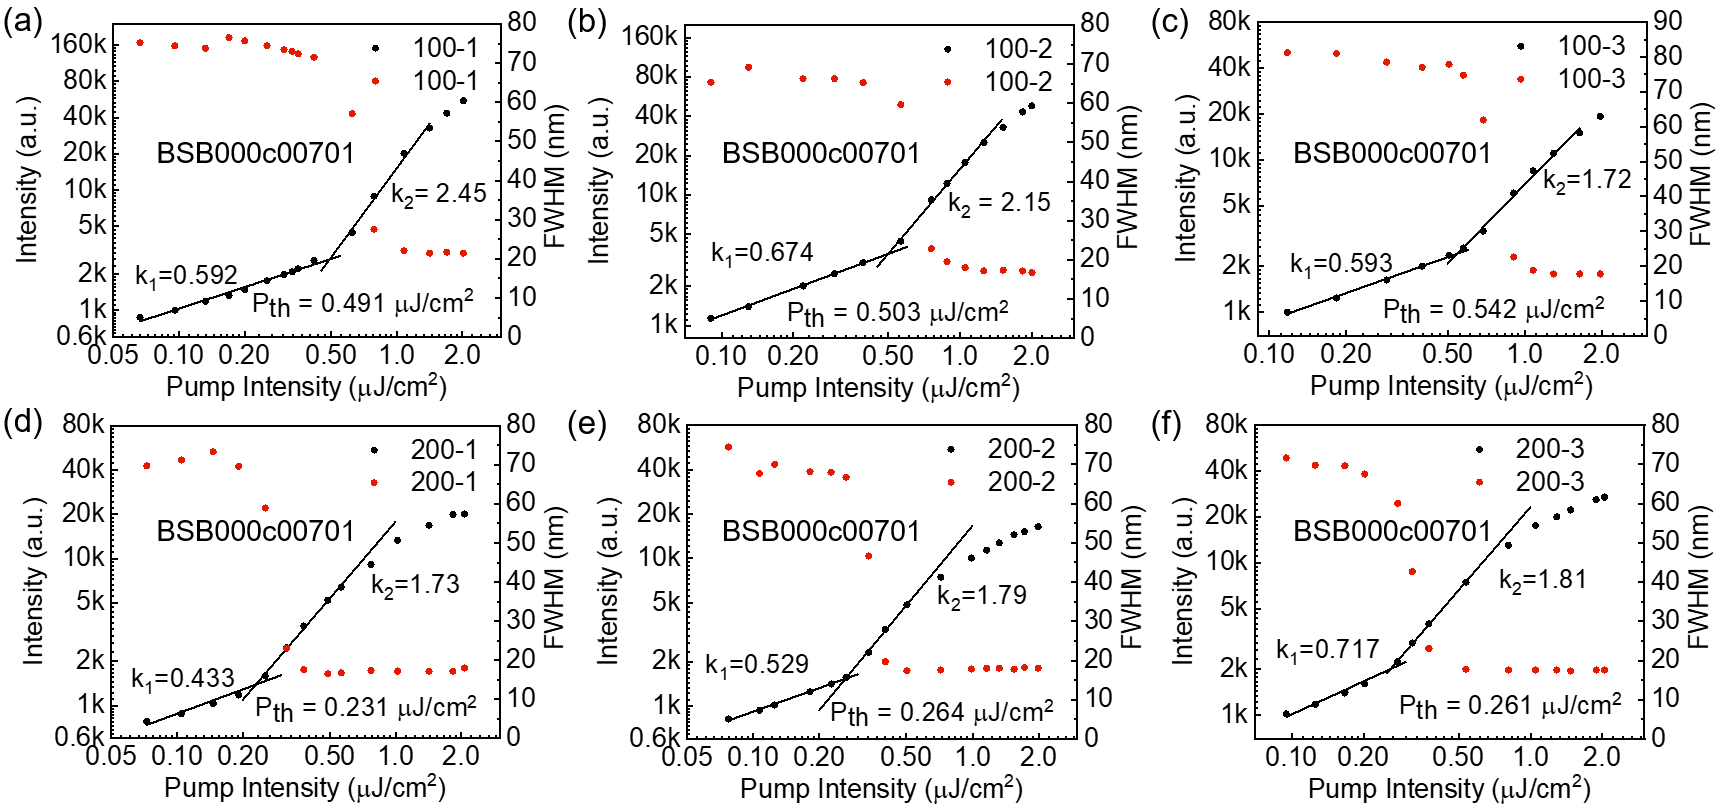 (a)
160k
80k
40k
20k
10k
5k
2k
1k
0.6k
Intensity (a.u.)
100-1
100-1
BSB000c00701
k2= 2.45
k1=0.592
Pth = 0.491 μJ/cm2
80
70
60
50
40
30
20
10
0
FWHM (nm)
0.05 0.10 0.20 0.50 1.0 2.0
Pump Intensity (μJ/cm2)
(b)
160k
80k
40k
20k
10k
5k
2k
1k
Intensity (a.u.)
100-2
100-2
BSB000c00701
k2 = 2.15
k1=0.674
Pth = 0.503 μJ/cm2
80
70
60
50
40
30
20
10
0
FWHM (nm)
0.10 0.20 0.50 1.0 2.0
Pump Intensity (μJ/cm2)
(c)
80k
40k
20k
10k
5k
2k
1k
Intensity (a.u.)
100-3
100-3
BSB000c00701
k2=1.72
k1=0.593
Pth = 0.542 μJ/cm2
90
80
70
60
50
40
30
20
10
0
FWHM (nm)
0.10 0.20 0.50 1.0 2.0
Pump Intensity (μJ/cm2)
(d)
80k
40k
20k
10k
5k
2k
1k
0.6k
Intensity (a.u.)
200-1
200-1
BSB000c00701
k2=1.73
k1=0.433
Pth = 0.231 μJ/cm2
80
70
60
50
40
30
20
10
0
FWHM (nm)
0.05 0.10 0.20 0.50 1.0 2.0
Pump Intensity (μJ/cm2)
(e)
80k
40k
20k
10k
5k
2k
1k
0.6k
Intensity (a.u.)
200-2
200-2
BSB000c00701
k2=1.79
k1=0.529
Pth = 0.264 μJ/cm2
80
70
60
50
40
30
20
10
0
FWHM (nm)
0.05 0.10 0.20 0.50 1.0 2.0
Pump Intensity (μJ/cm2)
(f)
80k
40k
20k
10k
5k
2k
1k
Intensity (a.u.)
200-3
200-3
BSB000c00701
k2=1.81
k1=0.717
Pth = 0.261 μJ/cm2
80
70
60
50
40
30
20
10
0
FWHM (nm)
0.10 0.20 0.50 1.0 2.0
Pump Intensity (μJ/cm2)